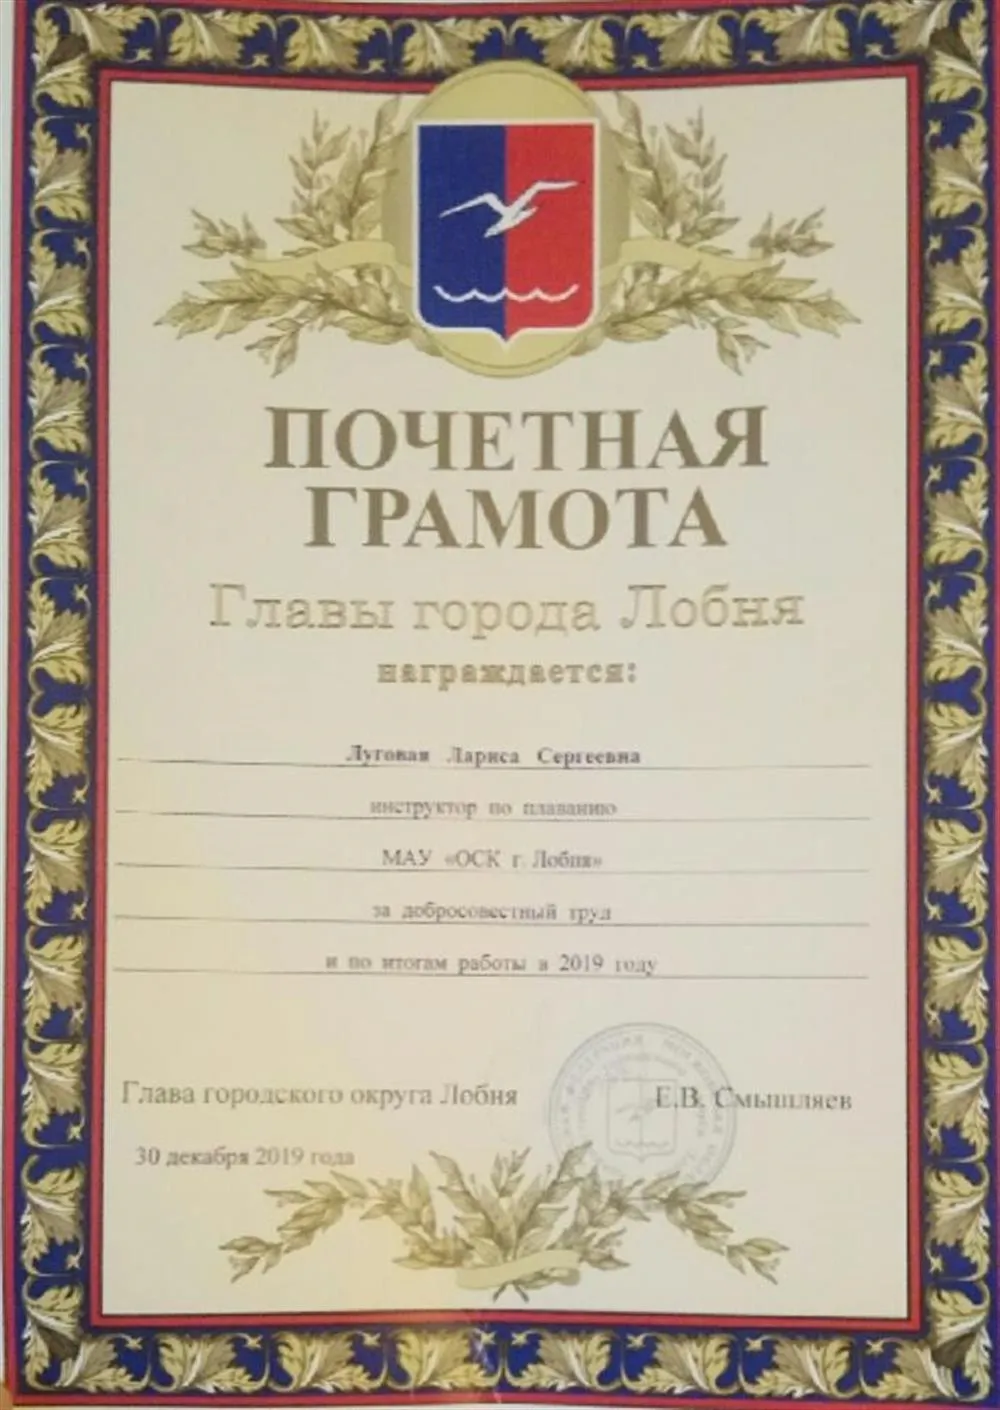 ПОЧЕТНАЯ
ГРАМОТА
Главы города Лобня
награждается:
Луговая Лариса Сергеевна
инструктор по плаванию
МАУ «ОСК г. Лобня»
за добросовестный труд
и по итогам работы в 2019 году
Глава городского округа Лобня Е.В. Смышляев
30 декабря 2019 года